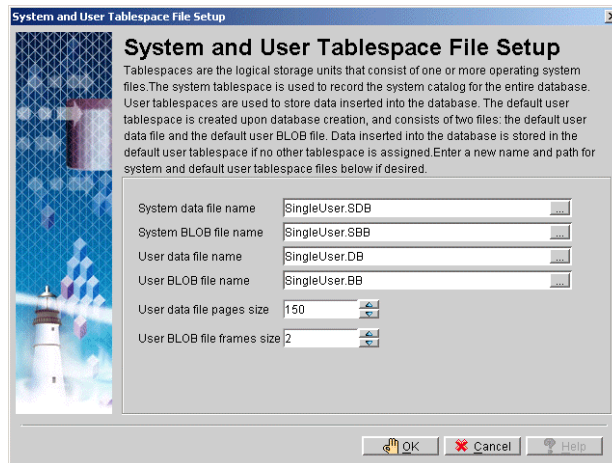 System and User Tablespace File Setup
System and User Tablespace File Setup
Tablespaces are the logical storage units that consist of one or more operating system
files.The system tablespace is used to record the system catalog for the entire database.
User tablespaces are used to store data inserted into the database. The default user
tablespace is created upon database creation, and consists of two files: the default user
data file and the default user BLOB file. Data inserted into the database is stored in the
default user tablespace if no other tablespace is assigned.Enter a new name and path for
system and default user tablespace files below if desired.
System data file name SingleUser.SDB ...
System BLOB file name SingleUser.SBB ...
User data file name SingleUser.DB ...
User BLOB file name SingleUser.BB ...
User data file pages size 150
User BLOB file frames size 2
OK Cancel Help